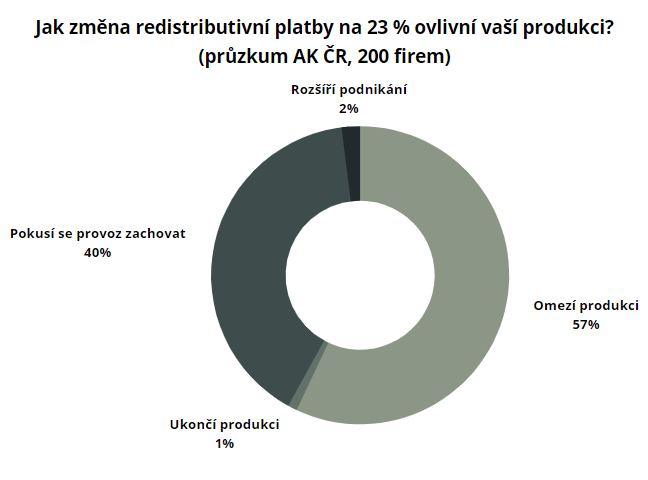 Jak změna redistributivní platby na 23 % ovlivní vaší produkci?
(průzkum AK ČR, 200 firem)
Rozšíří podnikání
2%
Pokusí se provoz zachovat
40%
Omezí produkci
57%
Ukončí produkci
1%